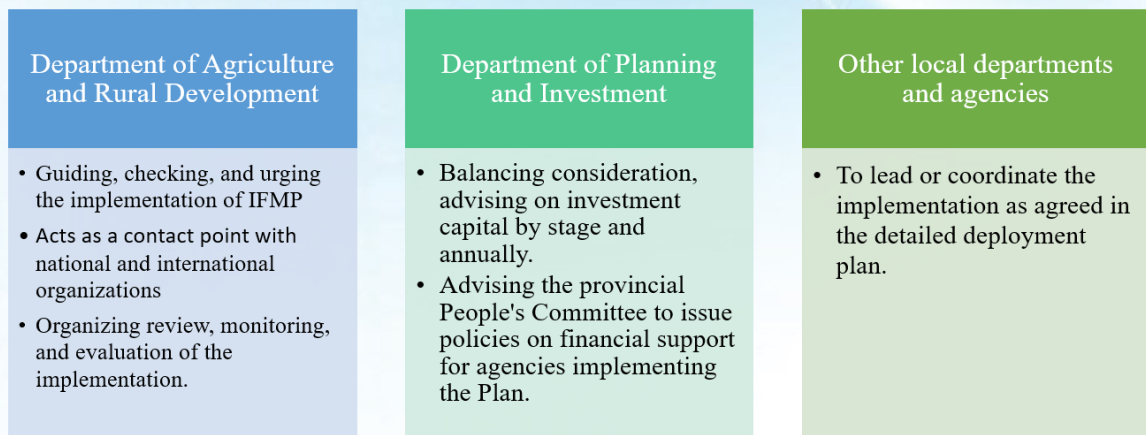 Department of Agriculture
and Rural Development
• Guiding, checking, and urging
the implementation of IFMP
• Acts as a contact point with
national and international
organizations
• Organizing review, monitoring,
and evaluation of the
implementation.
Department of Planning
and Investment
• Balancing consideration,
advising on investment
capital by stage and
annually.
• Advising the provincial
People's Committee to issue
policies on financial support
for agencies implementing
the Plan.
Other local departments
and agencies
• To lead or coordinate the
implementation as agreed in
the detailed deployment
plan.